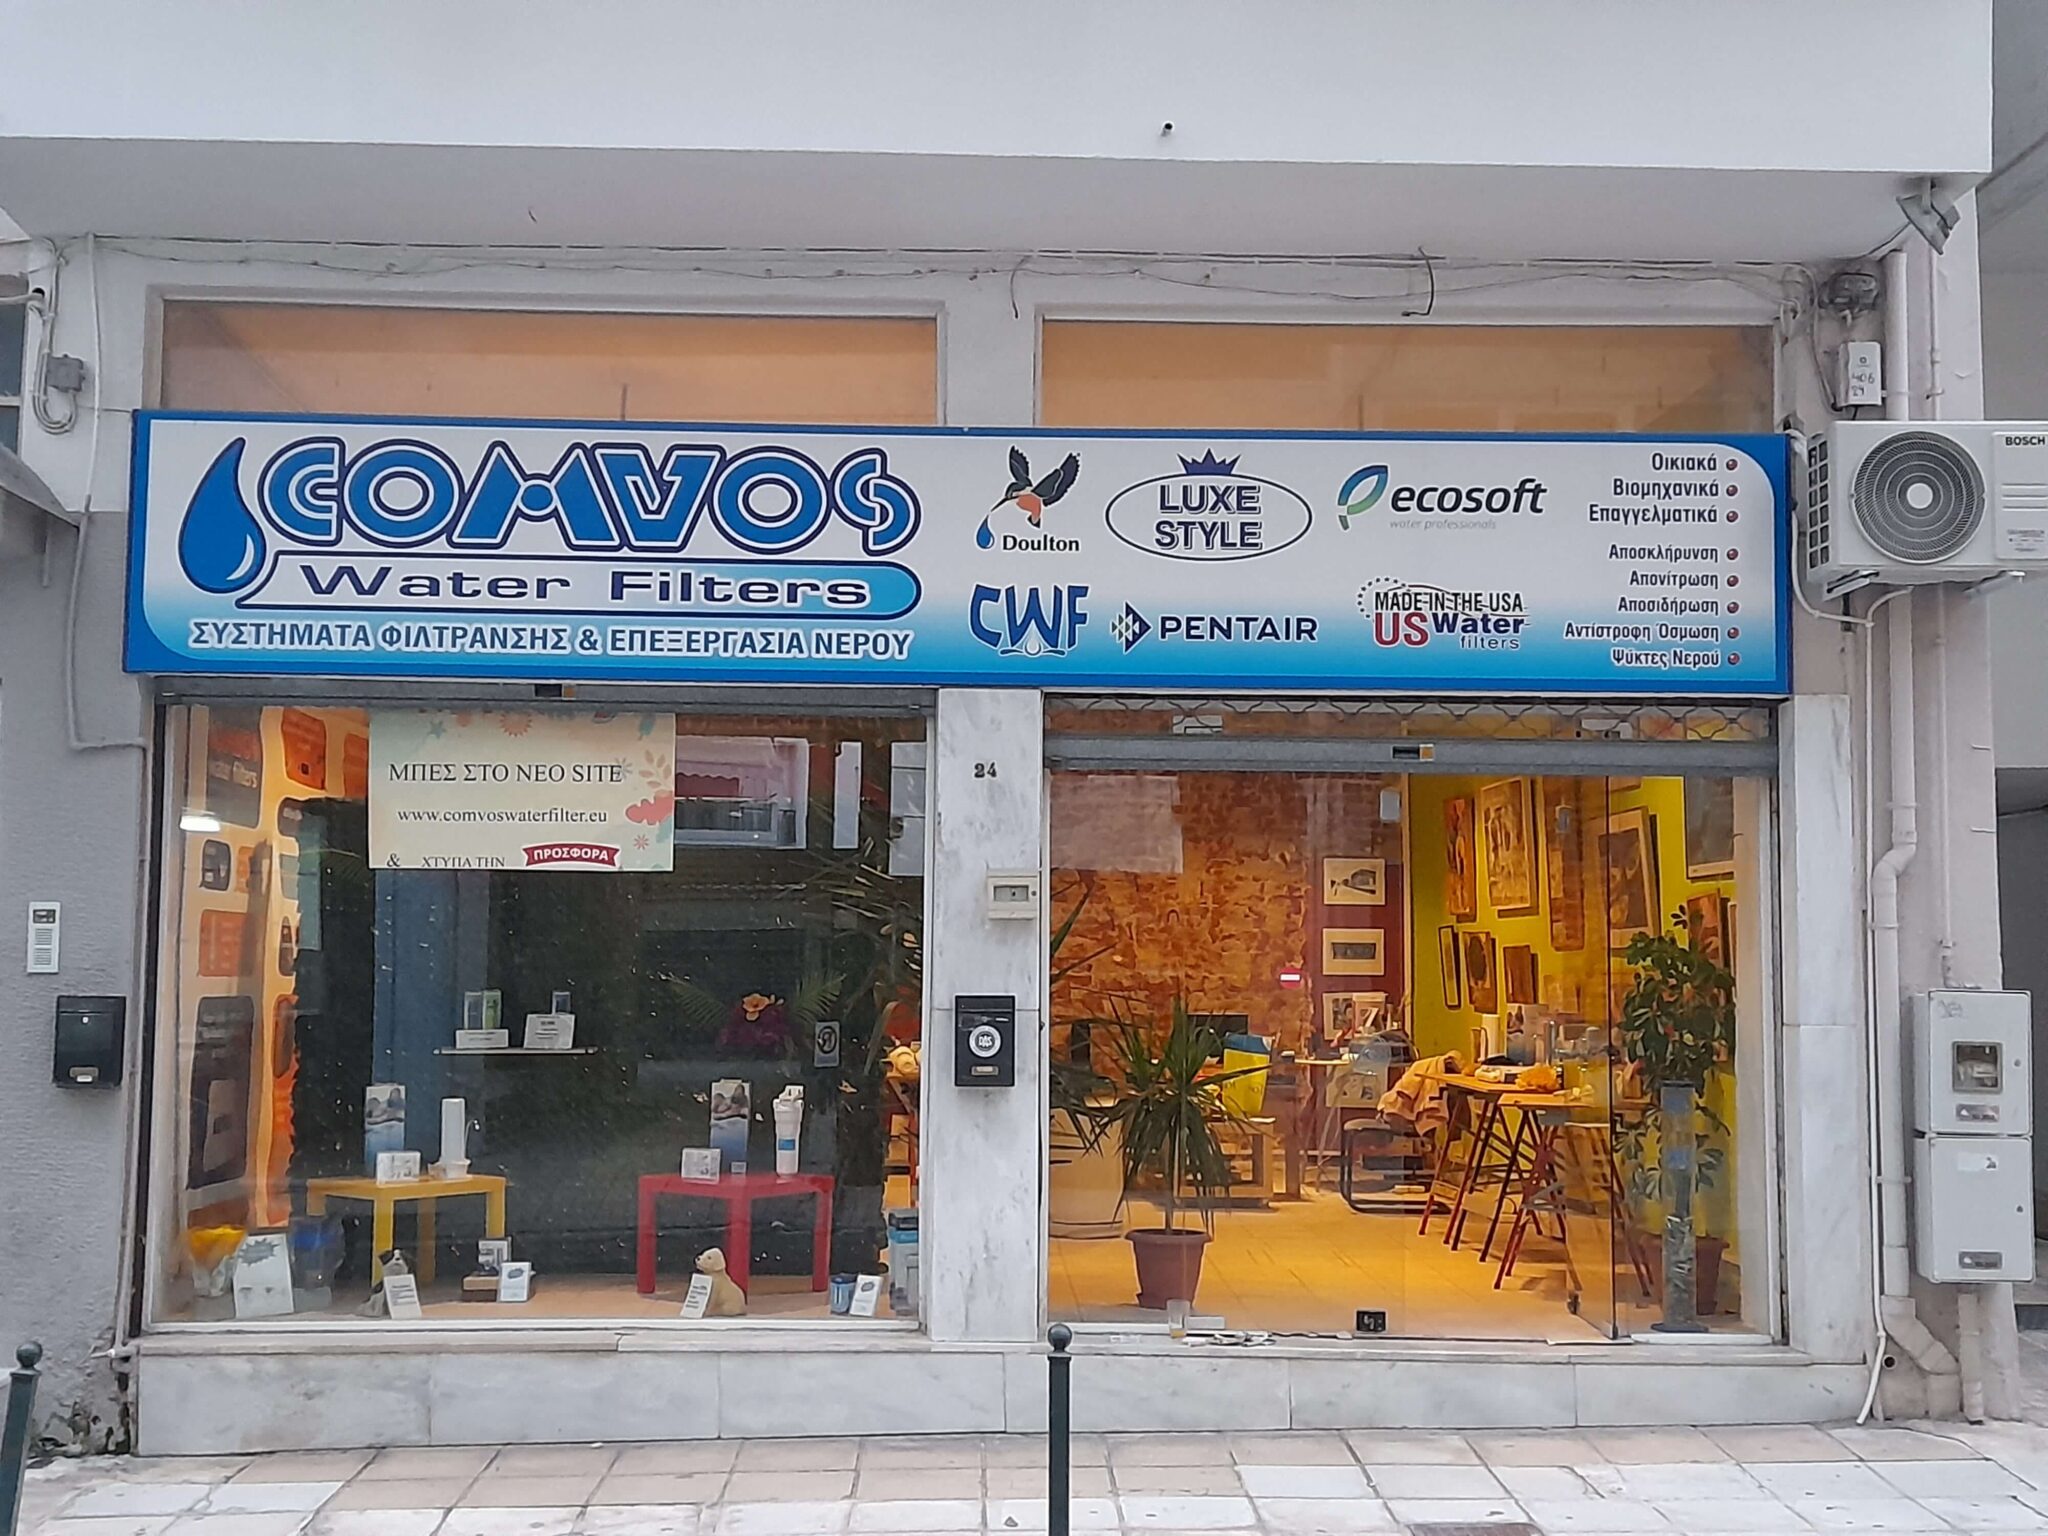 COMVOS
Water Filters
ΣΥΣΤΗΜΑΤΑ ΦΙΛΤΡΑΝΣΗΣ & ΕΠΕΞΕΡΓΑΣΙΑ ΝΕΡΟΥ
Doulton
LUXE
STYLE
ecosoft
water professionals
CWF
PENTAIR
MADE IN THE USA
US Water
filters
Οικιακά
Βιομηχανικά
Επαγγελματικά
Αποσκλήρυνση
Απονίτρωση
Αποσιδήρωση
Αντίστροφη Όσμωση
Ψύκτες Νερού
BOSCH
406
24
ΜΠΕΣ ΣΤΟ ΝΕΟ SITE
www.comvoswaterfilter.eu
& ΧΤΥΠΑ ΤΗΝ ΠΡΟΣΦΟΡΑ
24